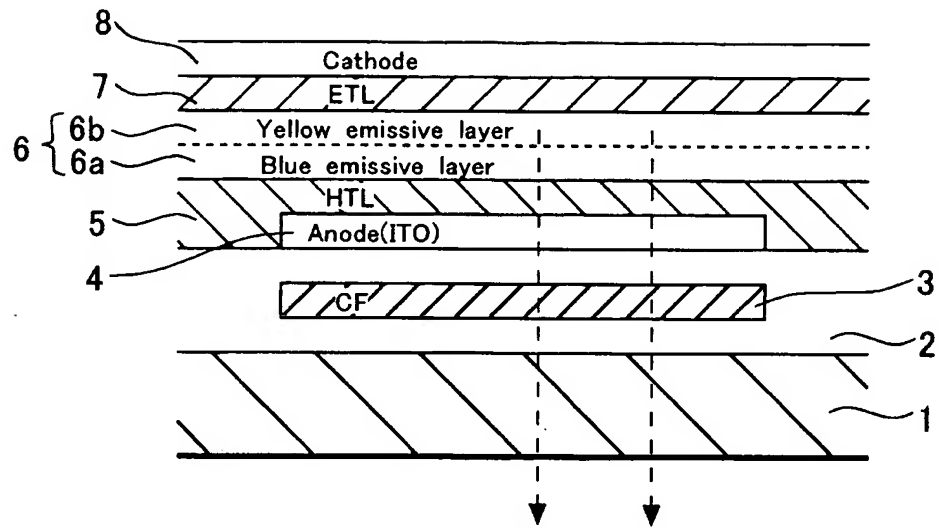 8
Cathode
7
ETL
6
6b
Yellow emissive layer
6a
Blue emissive layer
HTL
5
Anode(ITO)
4
CF
3
2
1